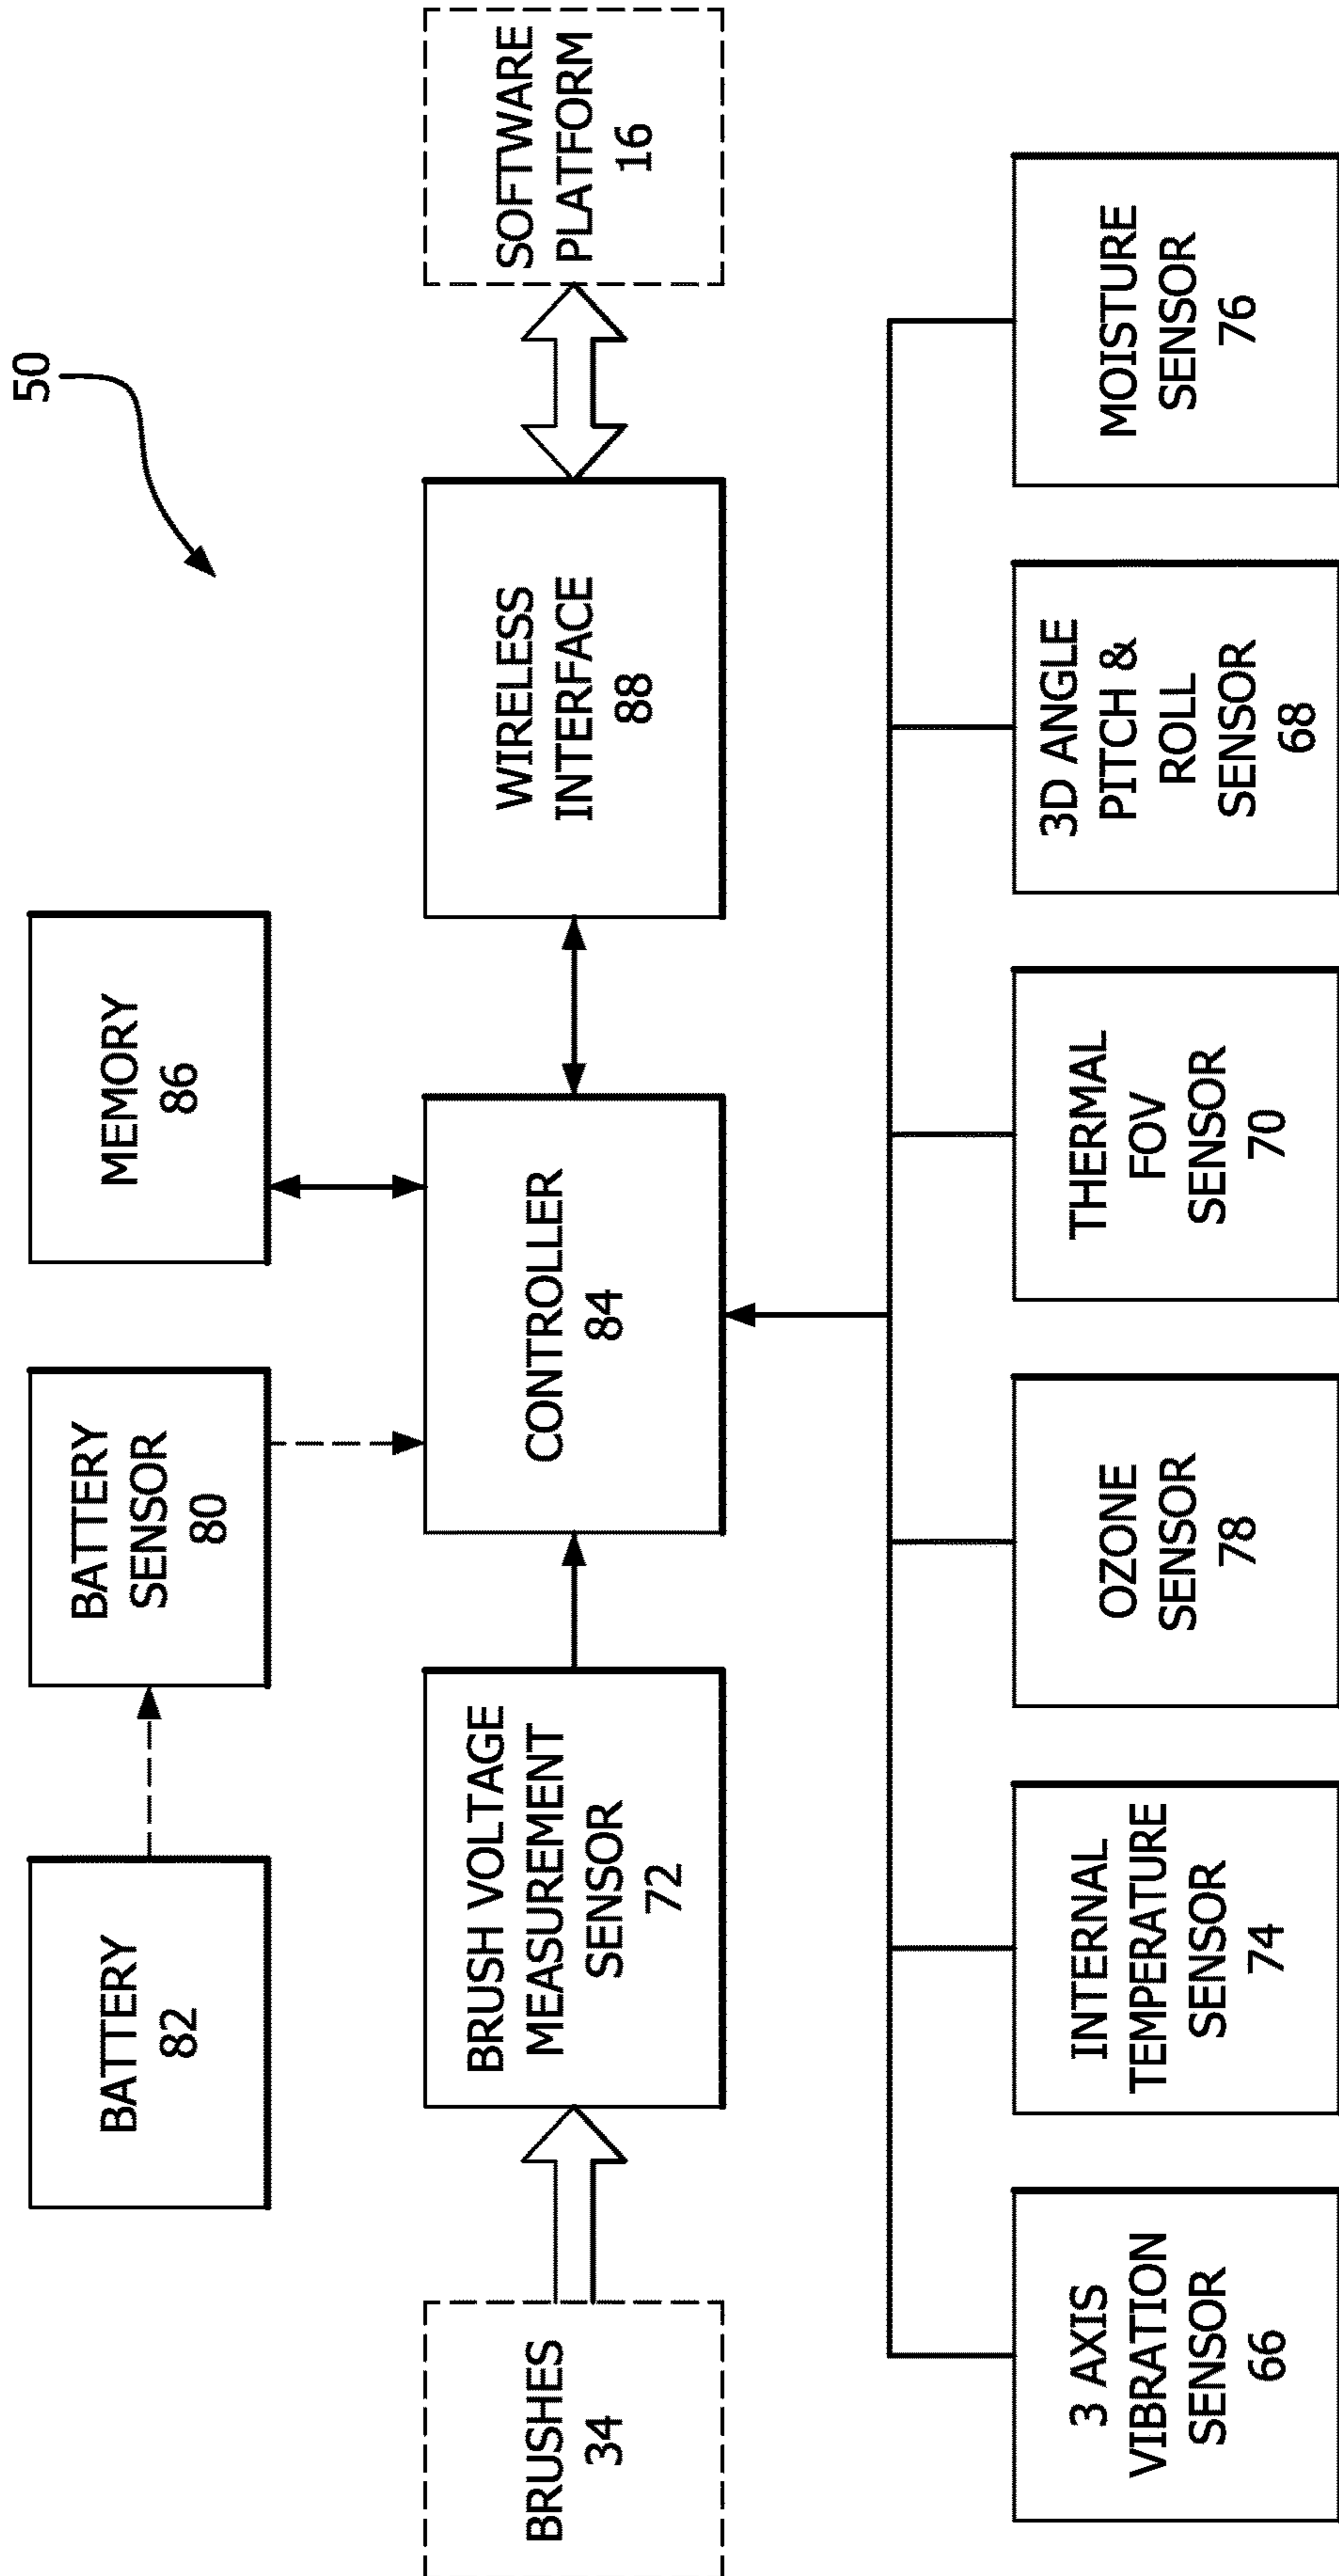 50
BATTERY
82
BATTERY
SENSOR
80
MEMORY
86
BRUSHES
34
BRUSH VOLTAGE
MEASUREMENT
SENSOR
72
CONTROLLER
84
WIRELESS
INTERFACE
88
SOFTWARE
PLATFORM
16
3 AXIS
VIBRATION
SENSOR
66
INTERNAL
TEMPERATURE
SENSOR
74
OZONE
SENSOR
78
THERMAL
FOV
SENSOR
70
3D ANGLE
PITCH &
ROLL
SENSOR
68
MOISTURE
SENSOR
76